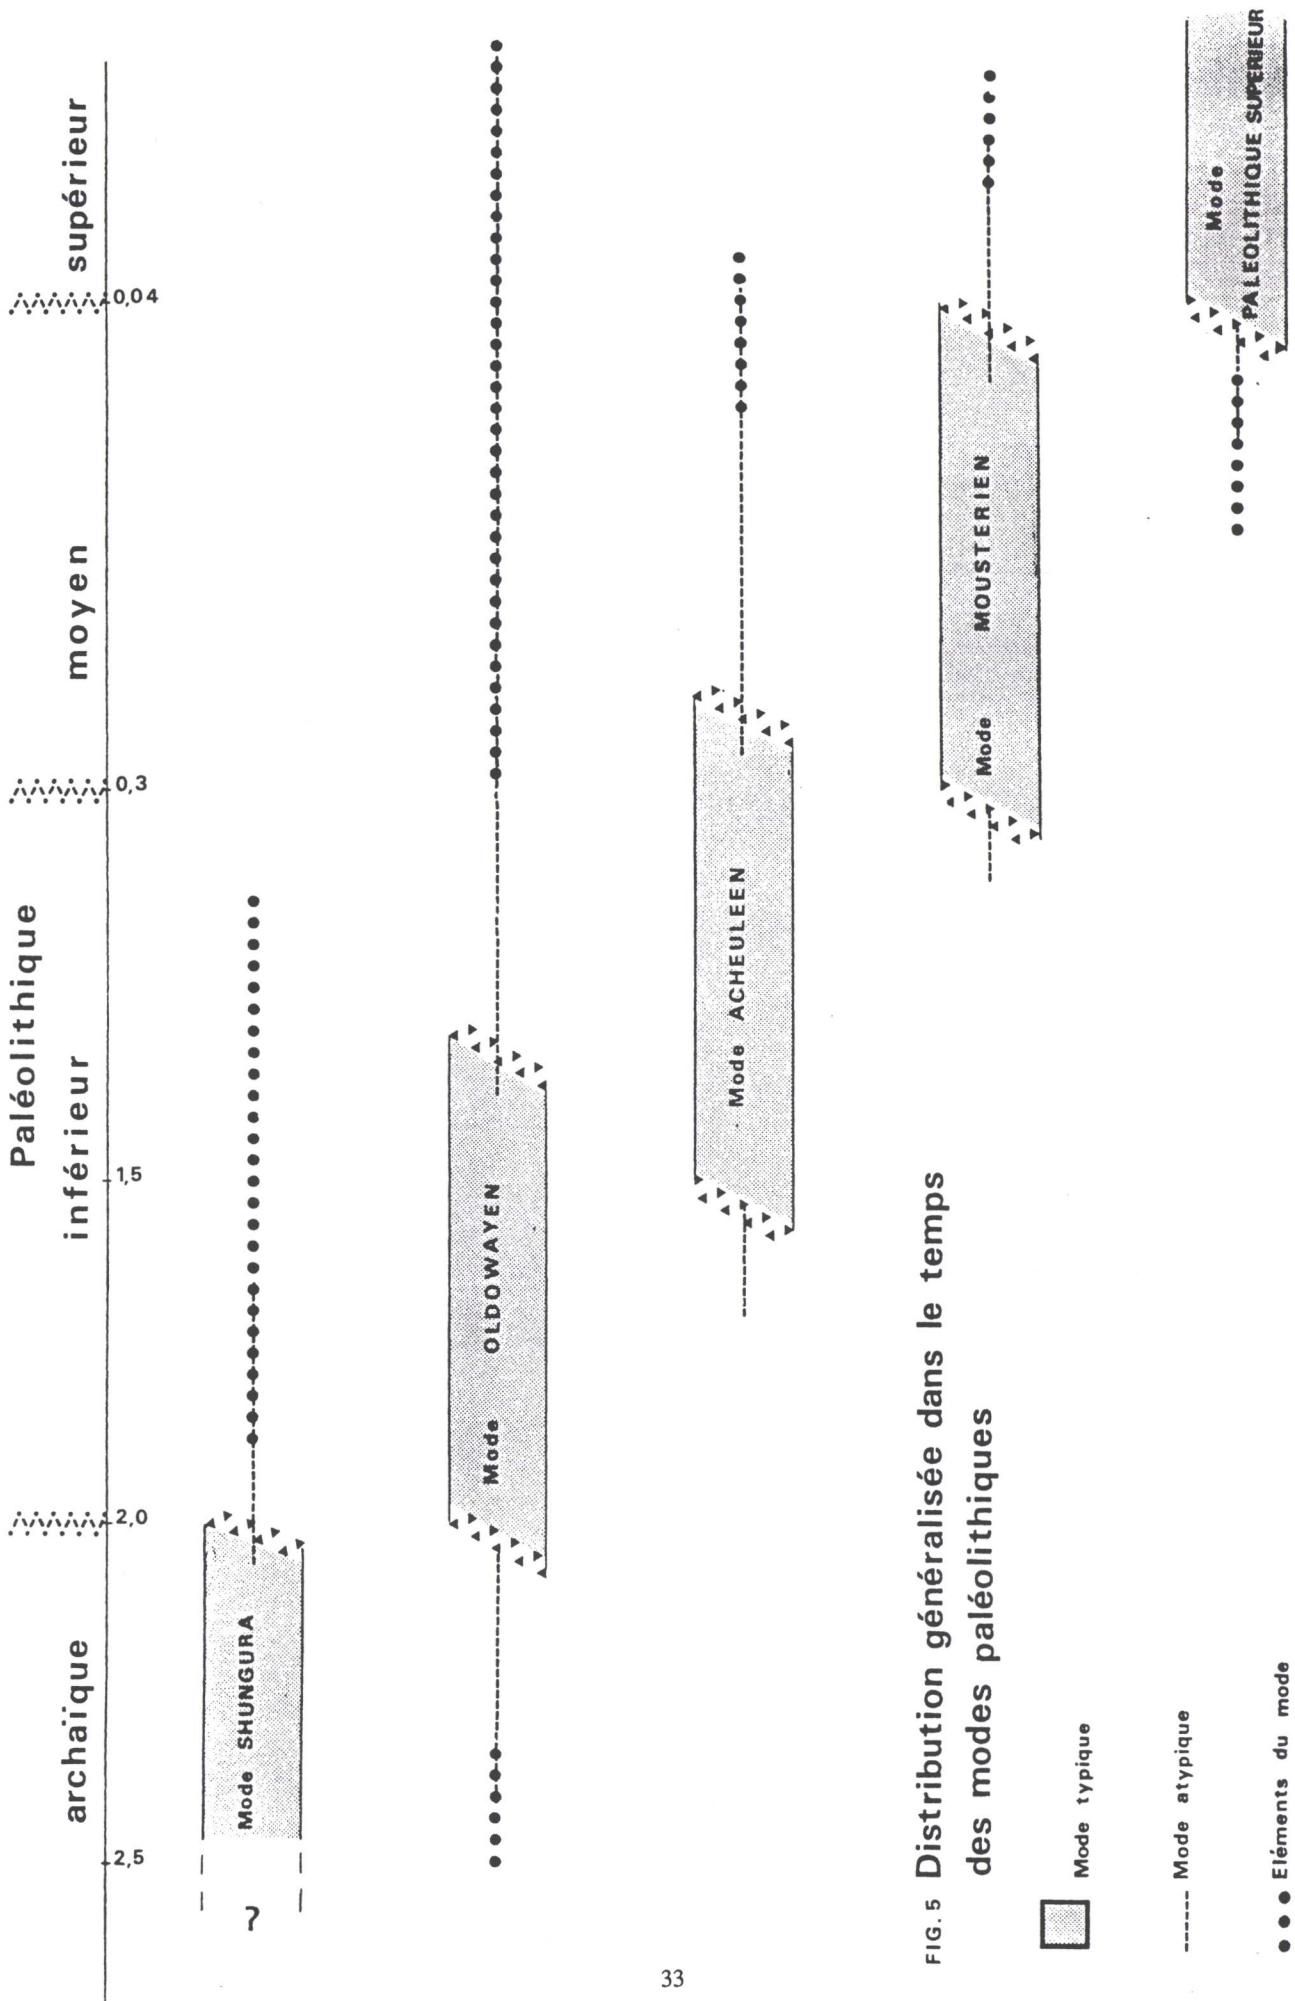 Paléolithique
archaïque inférieur moyen supérieur
2,5 2,0 1,5 0,3 0,04
?
Mode SHUNGURA
Mode OLDOWAYEN
Mode ACHEULEEN
Mode MOUSTERIEN
Mode
PALEOLITHIQUE SUPERIEUR
FIG. 5 Distribution généralisée dans le temps
des modes paléolithiques
Mode typique
Mode atypique
Eléments du mode
33